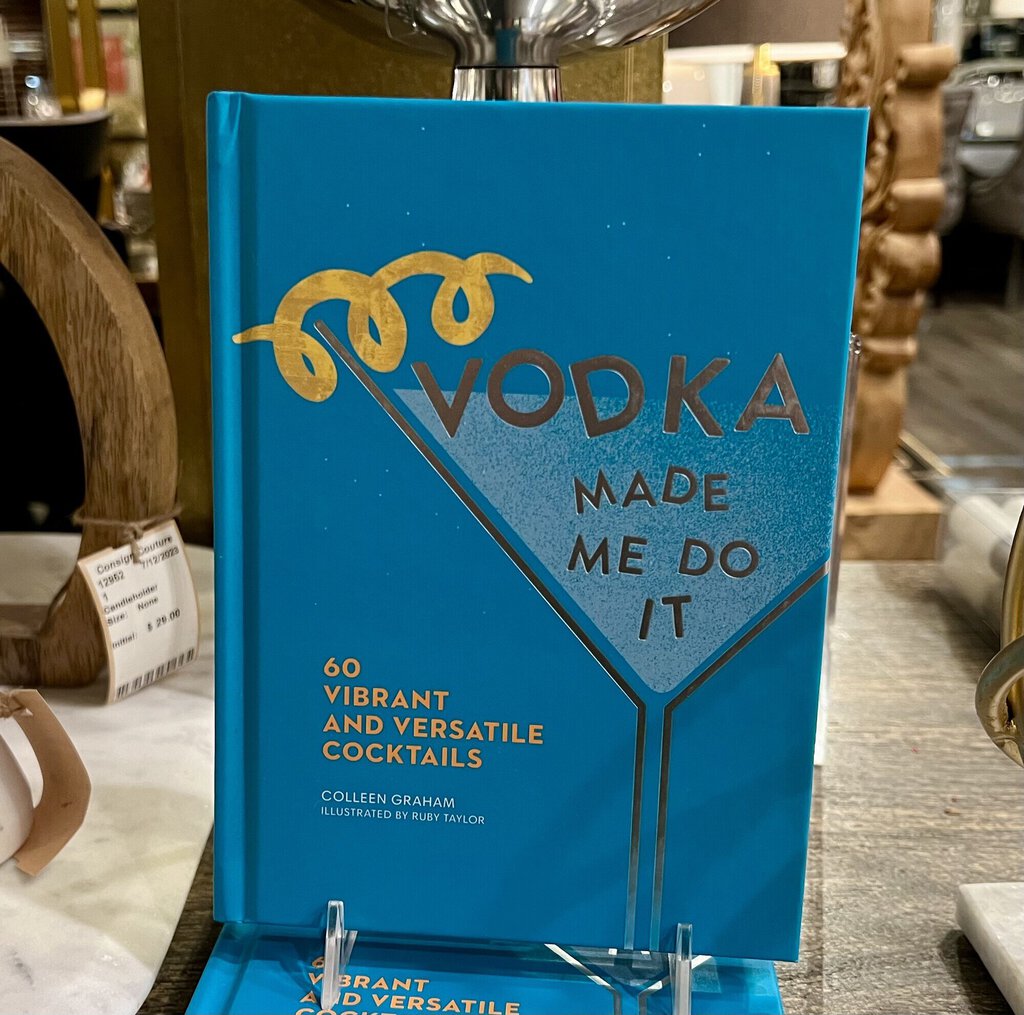 VODKA
MADE
ME DO
IT
60
VIBRANT
AND VERSATILE
COCKTAILS
COLLEEN GRAHAM
ILLUSTRATED BY RUBY TAYLOR
Consign Couture
12952 7/12/2023
1
Candleholder
Size: None
Initial: $ 29.00
VIBRANT
AND VERSATILE